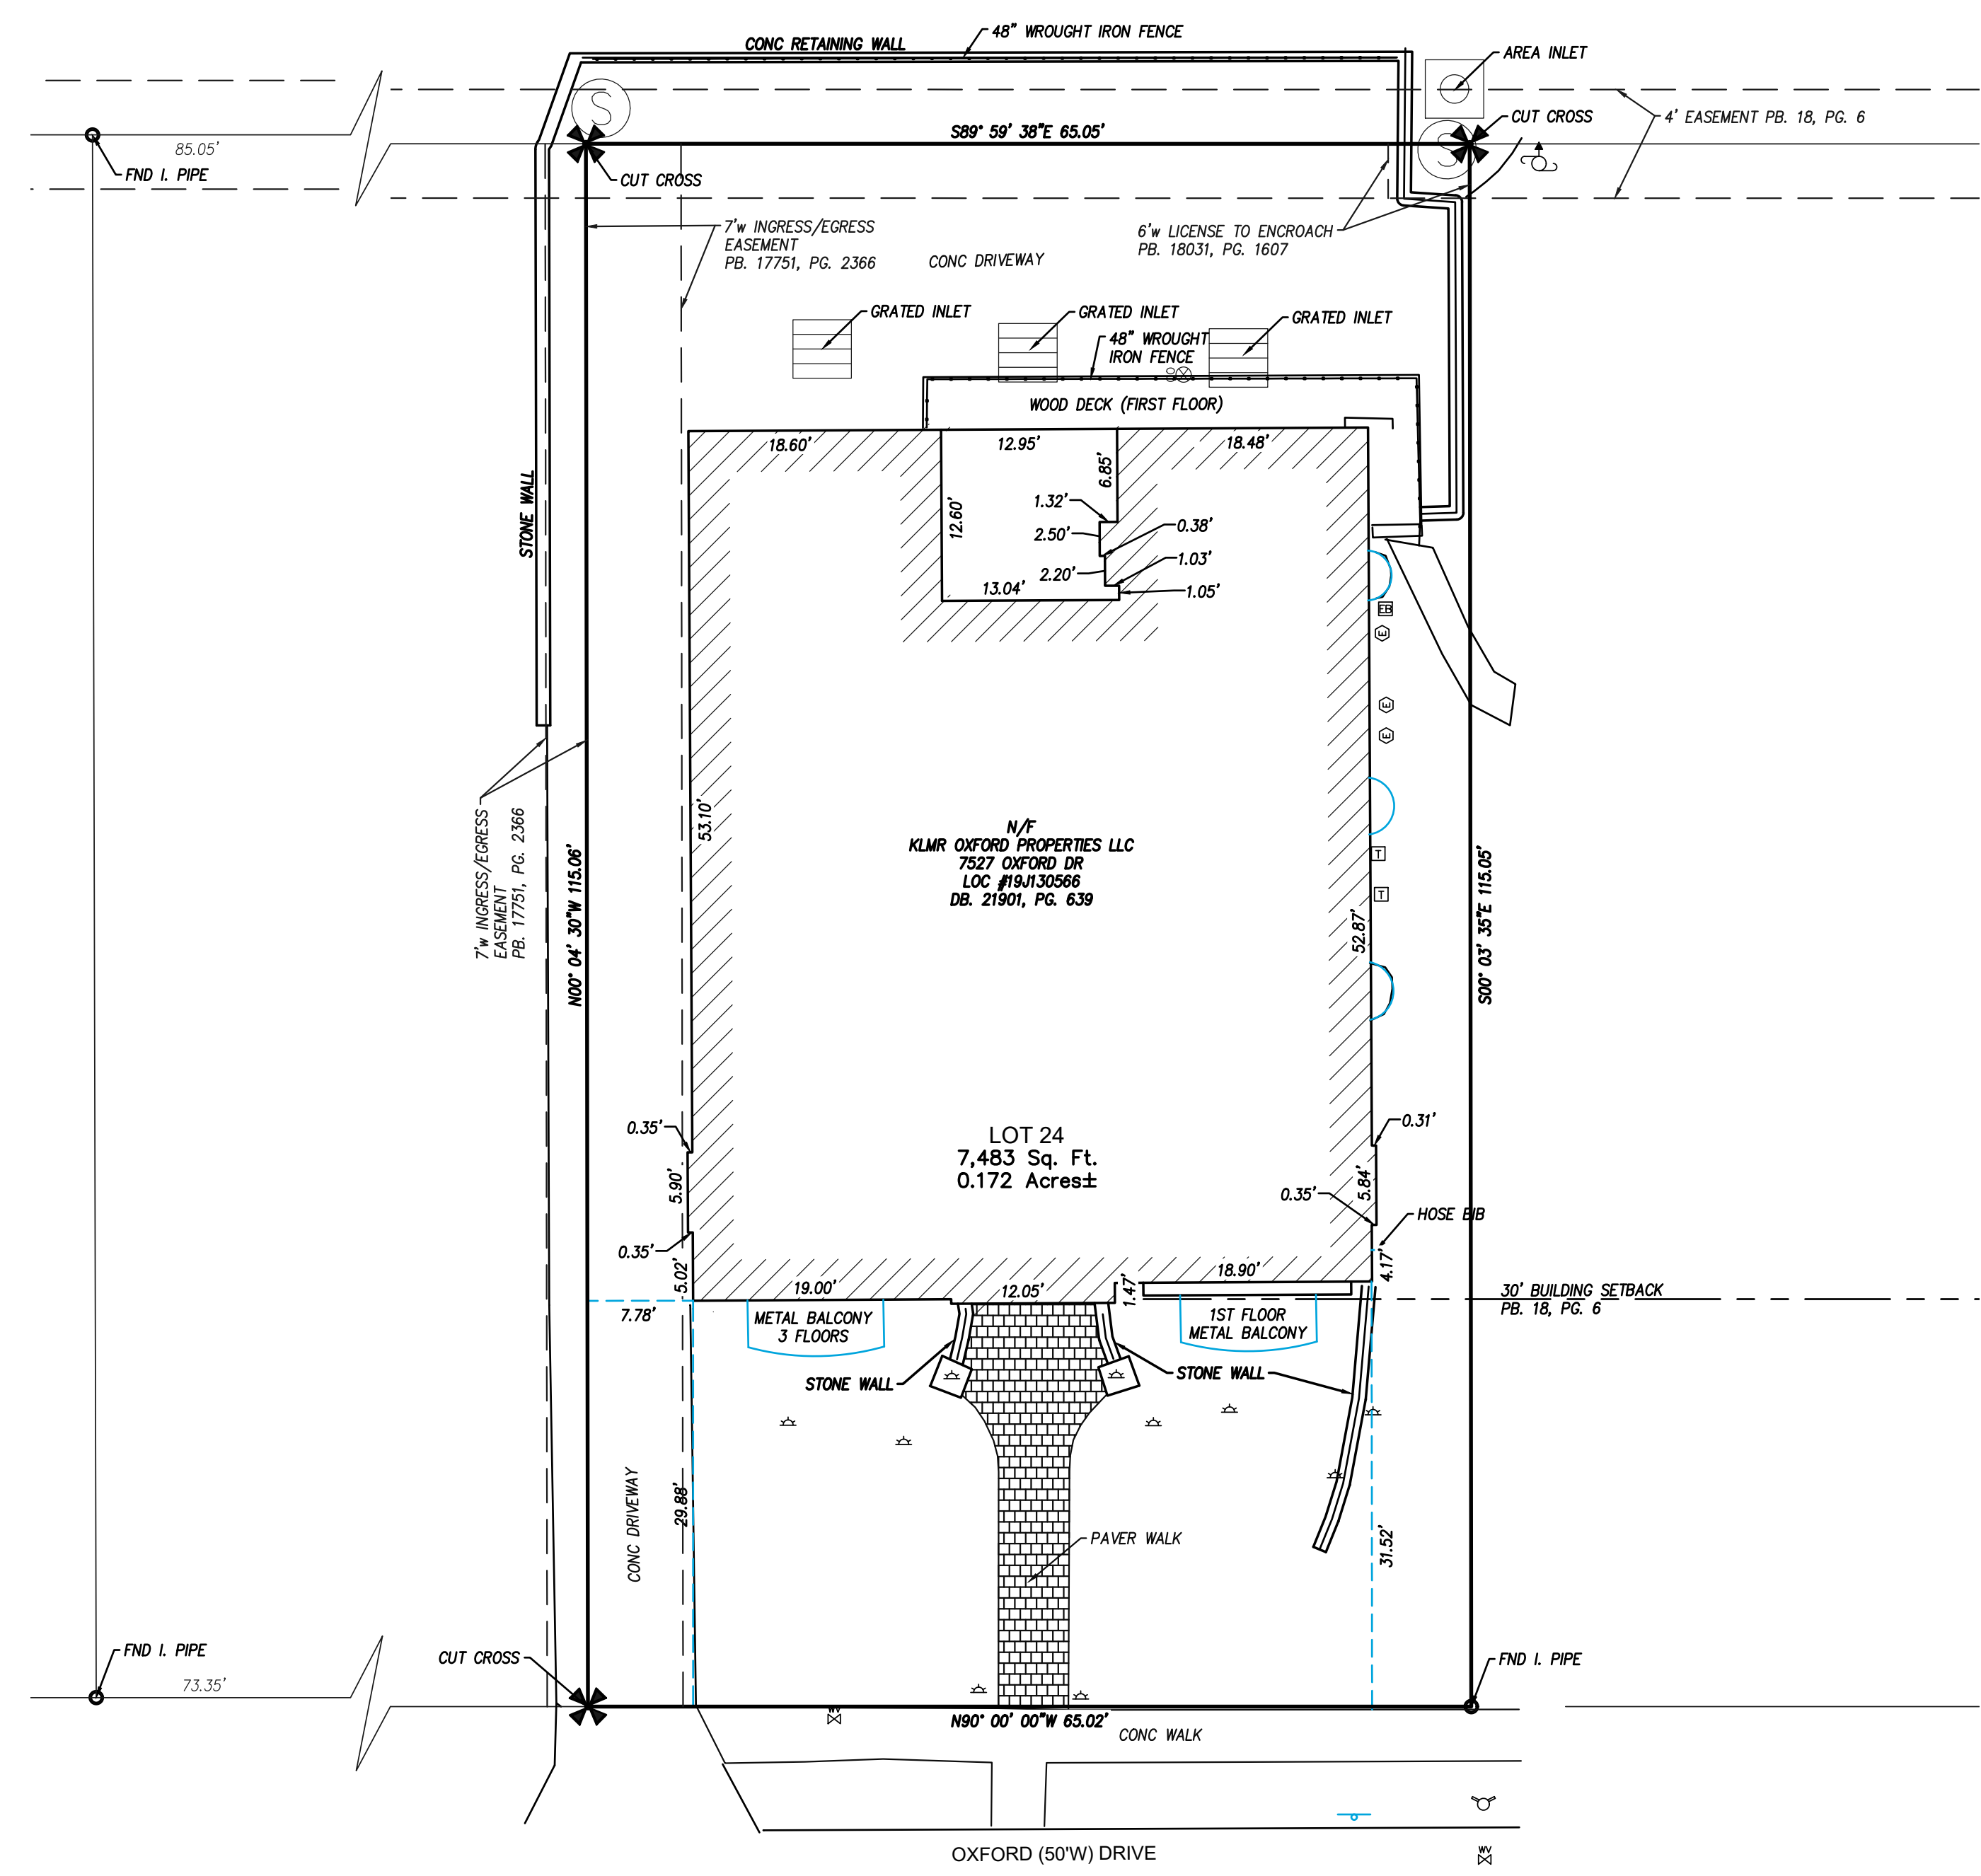 48" WROUGHT IRON FENCE
CONC RETAINING WALL
AREA INLET
CUT CROSS
4' EASEMENT PB. 18, PG. 6
S
S
S89° 59' 38"E 65.05'
85.05'
FND I. PIPE
CUT CROSS
7'w INGRESS/EGRESS
EASEMENT
PB. 17751, PG. 2366
CONC DRIVEWAY
6'w LICENSE TO ENCROACH
PB. 18031, PG. 1607
GRATED INLET
GRATED INLET
GRATED INLET
48" WROUGHT
IRON FENCE
WOOD DECK (FIRST FLOOR)
18.60'
12.95'
18.48'
6.85'
12.60'
1.32'
2.50'
0.38'
1.03'
2.20'
13.04'
1.05'
STONE WALL
EB
E
E
E
53.10'
7'w INGRESS/EGRESS
EASEMENT
PB. 17751, PG. 2366
N00° 04' 30"W 115.06'
N/F
KLMR OXFORD PROPERTIES LLC
7527 OXFORD DR
LOC #19J130566
DB. 21901, PG. 639
T
T
52.87'
S00° 03' 35"E 115.05'
0.35'
LOT 24
7,483 Sq. Ft.
0.172 Acres±
0.31'
5.90'
5.84'
0.35'
HOSE BIB
0.35'
5.02'
4.17'
19.00'
12.05'
1.47'
18.90'
30' BUILDING SETBACK
PB. 18, PG. 6
7.78'
METAL BALCONY
3 FLOORS
1ST FLOOR
METAL BALCONY
STONE WALL
STONE WALL
29.88'
CONC DRIVEWAY
PAVER WALK
31.52'
FND I. PIPE
CUT CROSS
FND I. PIPE
73.35'
WV
N90° 00' 00"W 65.02'
CONC WALK
OXFORD (50'W) DRIVE
WV